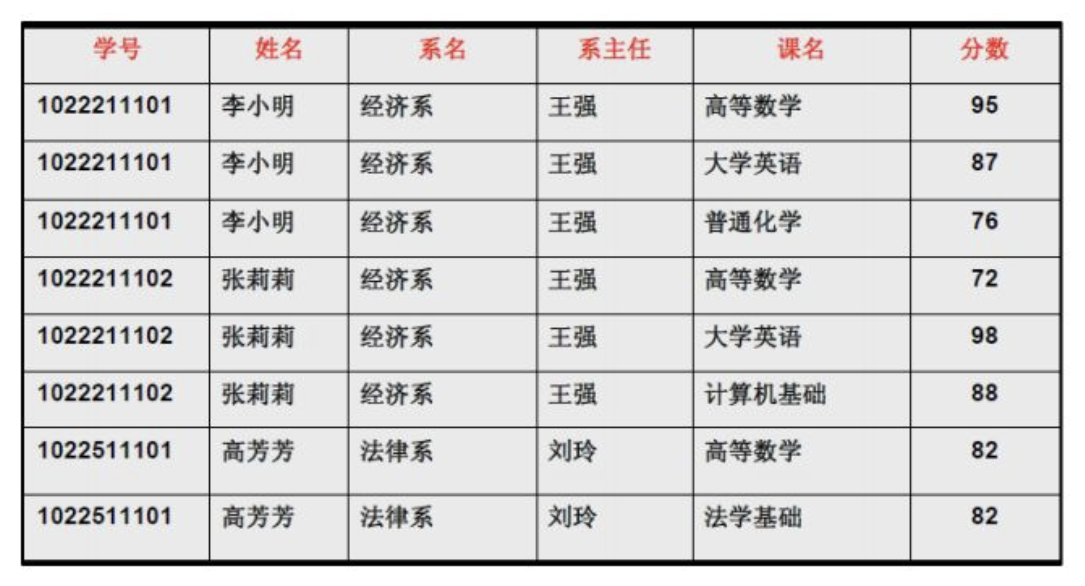 学号 姓名 系名 系主任 课名 分数
1022211101 李小明 经济系 王强 高等数学 95
1022211101 李小明 经济系 王强 大学英语 87
1022211101 李小明 经济系 王强 普通化学 76
1022211102 张莉莉 经济系 王强 高等数学 72
1022211102 张莉莉 经济系 王强 大学英语 98
1022211102 张莉莉 经济系 王强 计算机基础 88
1022511101 高芳芳 法律系 刘玲 高等数学 82
1022511101 高芳芳 法律系 刘玲 法学基础 82